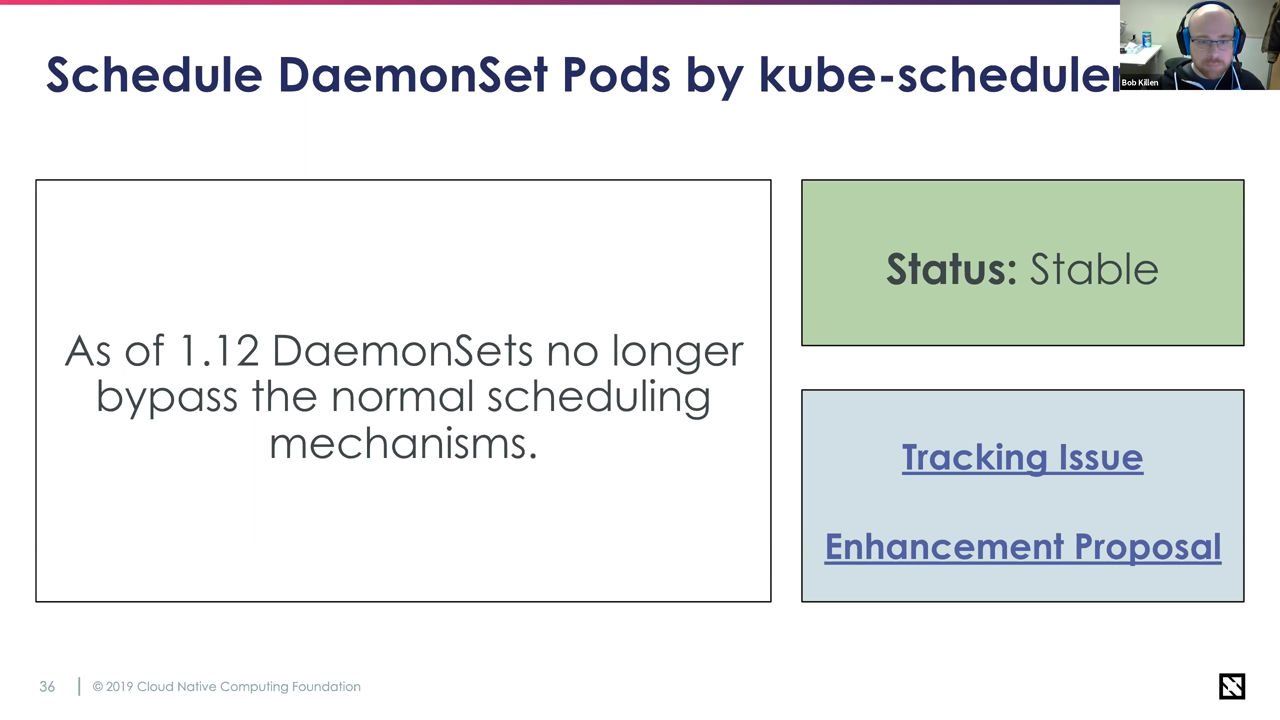 Schedule DaemonSet Pods by kube-scheduler
Bob Killen
As of 1.12 DaemonSets no longer
bypass the normal scheduling
mechanisms.
Status: Stable
Tracking Issue
Enhancement Proposal
36
© 2019 Cloud Native Computing Foundation